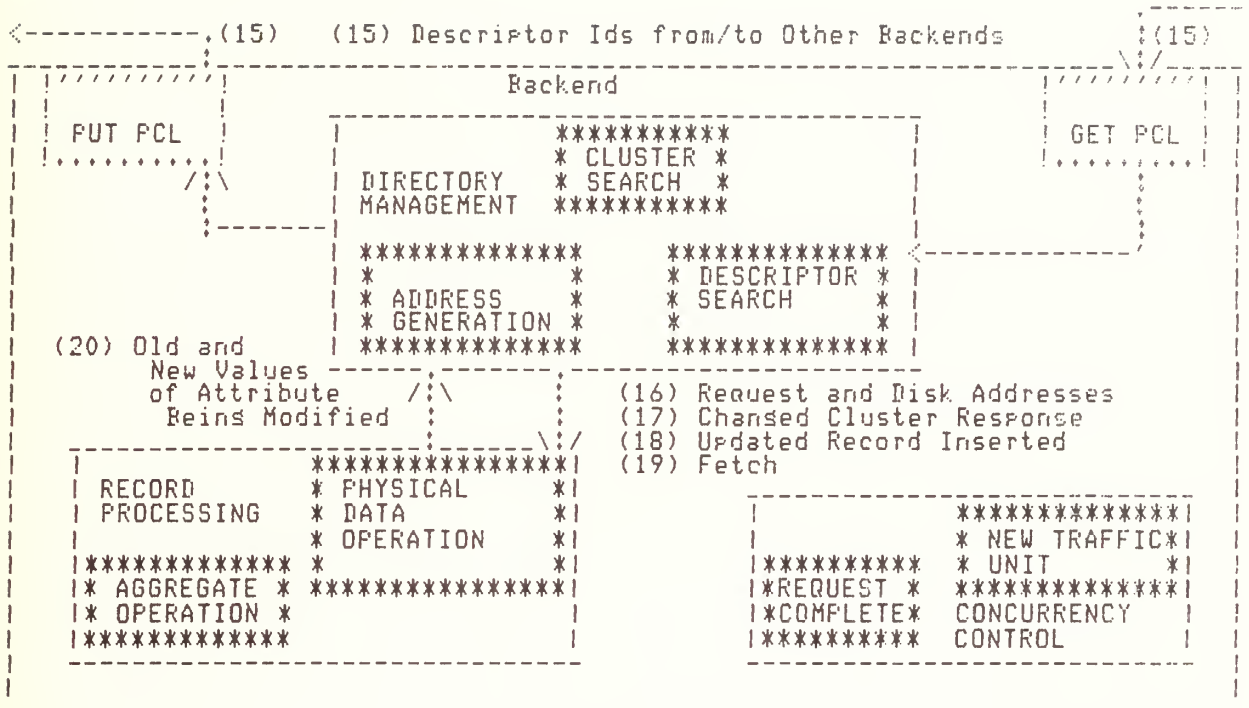 (15) (15) Descriptor Ids from/to Other Backends (15)
Backend
PUT PCL
GET PCL
CLUSTER
SEARCH
DIRECTORY
MANAGEMENT
DESCRIPTOR
SEARCH
ADDRESS
GENERATION
(20) Old and
New Values
of Attribute
Being Modified
(16) Request and Disk Addresses
(17) Changed Cluster Response
(18) Updated Record Inserted
(19) Fetch
RECORD
PROCESSING
PHYSICAL
DATA
OPERATION
AGGREGATE
OPERATION
NEW TRAFFIC
UNIT
REQUEST
COMPLETE
CONCURRENCY
CONTROL